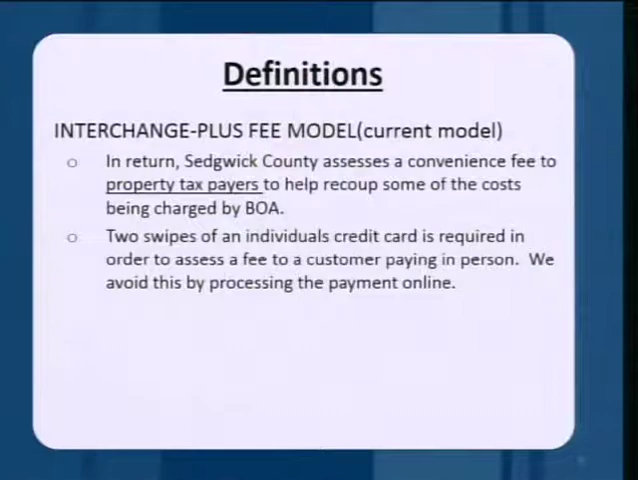 Definitions
INTERCHANGE-PLUS FEE MODEL(current model)
o In return, Sedgwick County assesses a convenience fee to
property tax payers to help recoup some of the costs
being charged by BOA.
o Two swipes of an individuals credit card is required in
order to assess a fee to a customer paying in person. We
avoid this by processing the payment online.